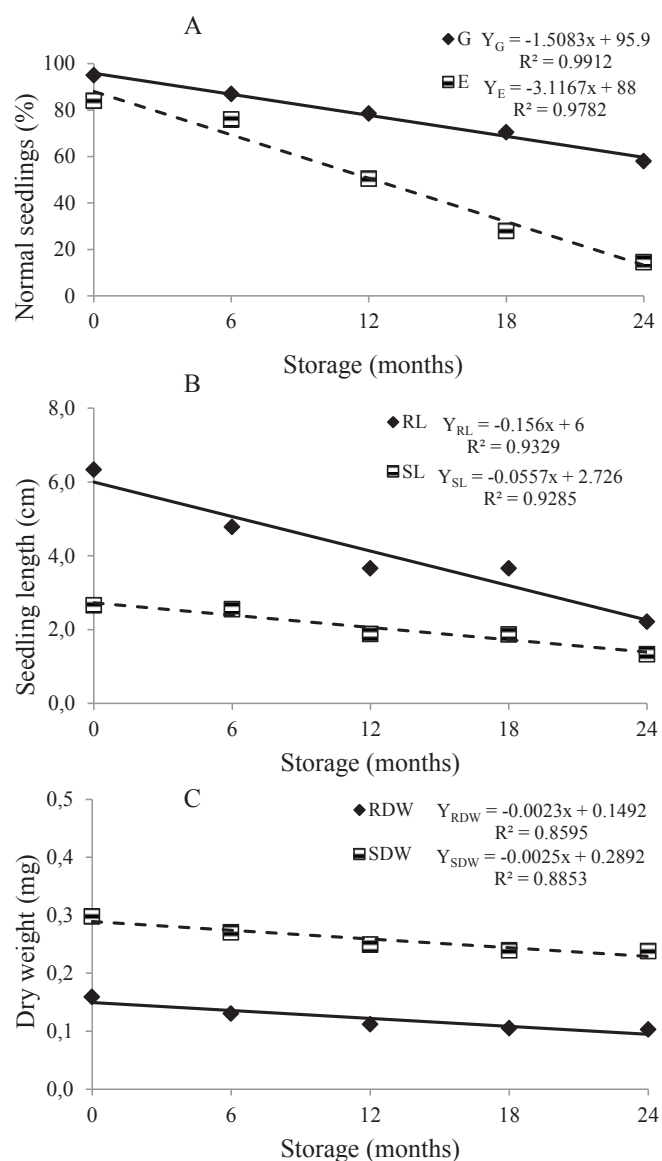 A
G Y_G = -1.5083x + 95.9
R² = 0.9912
E Y_E = -3.1167x + 88
R² = 0.9782
Normal seedlings (%)
100
80
60
40
20
0
0 6 12 18 24
Storage (months)
B
RL Y_RL = -0.156x + 6
R² = 0.9329
SL Y_SL = -0.0557x + 2.726
R² = 0.9285
Seedling length (cm)
8,0
6,0
4,0
2,0
0,0
0 6 12 18 24
Storage (months)
C
RDW Y_RDW = -0.0023x + 0.1492
R² = 0.8595
SDW Y_SDW = -0.0025x + 0.2892
R² = 0.8853
Dry weight (mg)
0,5
0,4
0,3
0,2
0,1
0,0
0 6 12 18 24
Storage (months)